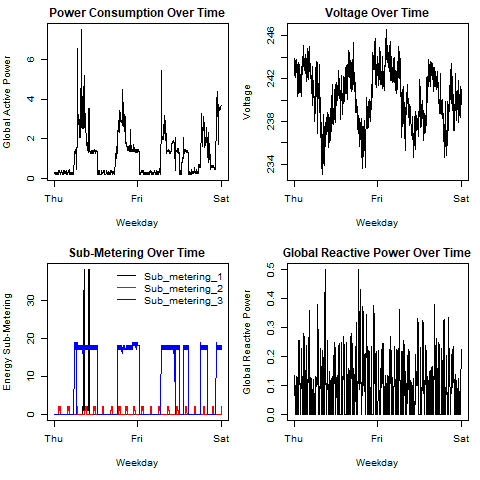 Power Consumption Over Time
Global Active Power
0 2 4 6
Thu Fri Sat
Weekday
Voltage Over Time
Voltage
234 238 242 246
Thu Fri Sat
Weekday
Sub-Metering Over Time
Energy Sub-Metering
0 10 20 30
Sub_metering_1
Sub_metering_2
Sub_metering_3
Thu Fri Sat
Weekday
Global Reactive Power Over Time
Global Reactive Power
0.0 0.1 0.2 0.3 0.4 0.5
Thu Fri Sat
Weekday